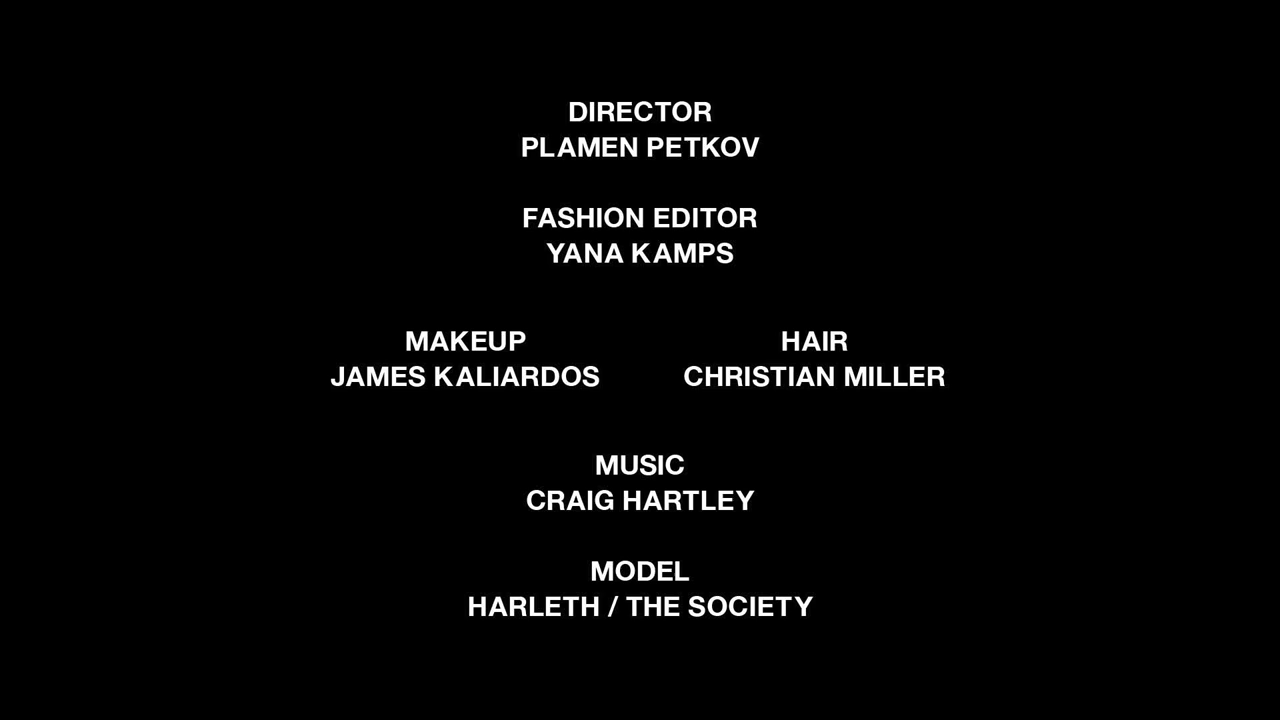 DIRECTOR
PLAMEN PETKOV
FASHION EDITOR
YANA KAMPS
MAKEUP
JAMES KALIARDOS
HAIR
CHRISTIAN MILLER
MUSIC
CRAIG HARTLEY
MODEL
HARLETH / THE SOCIETY